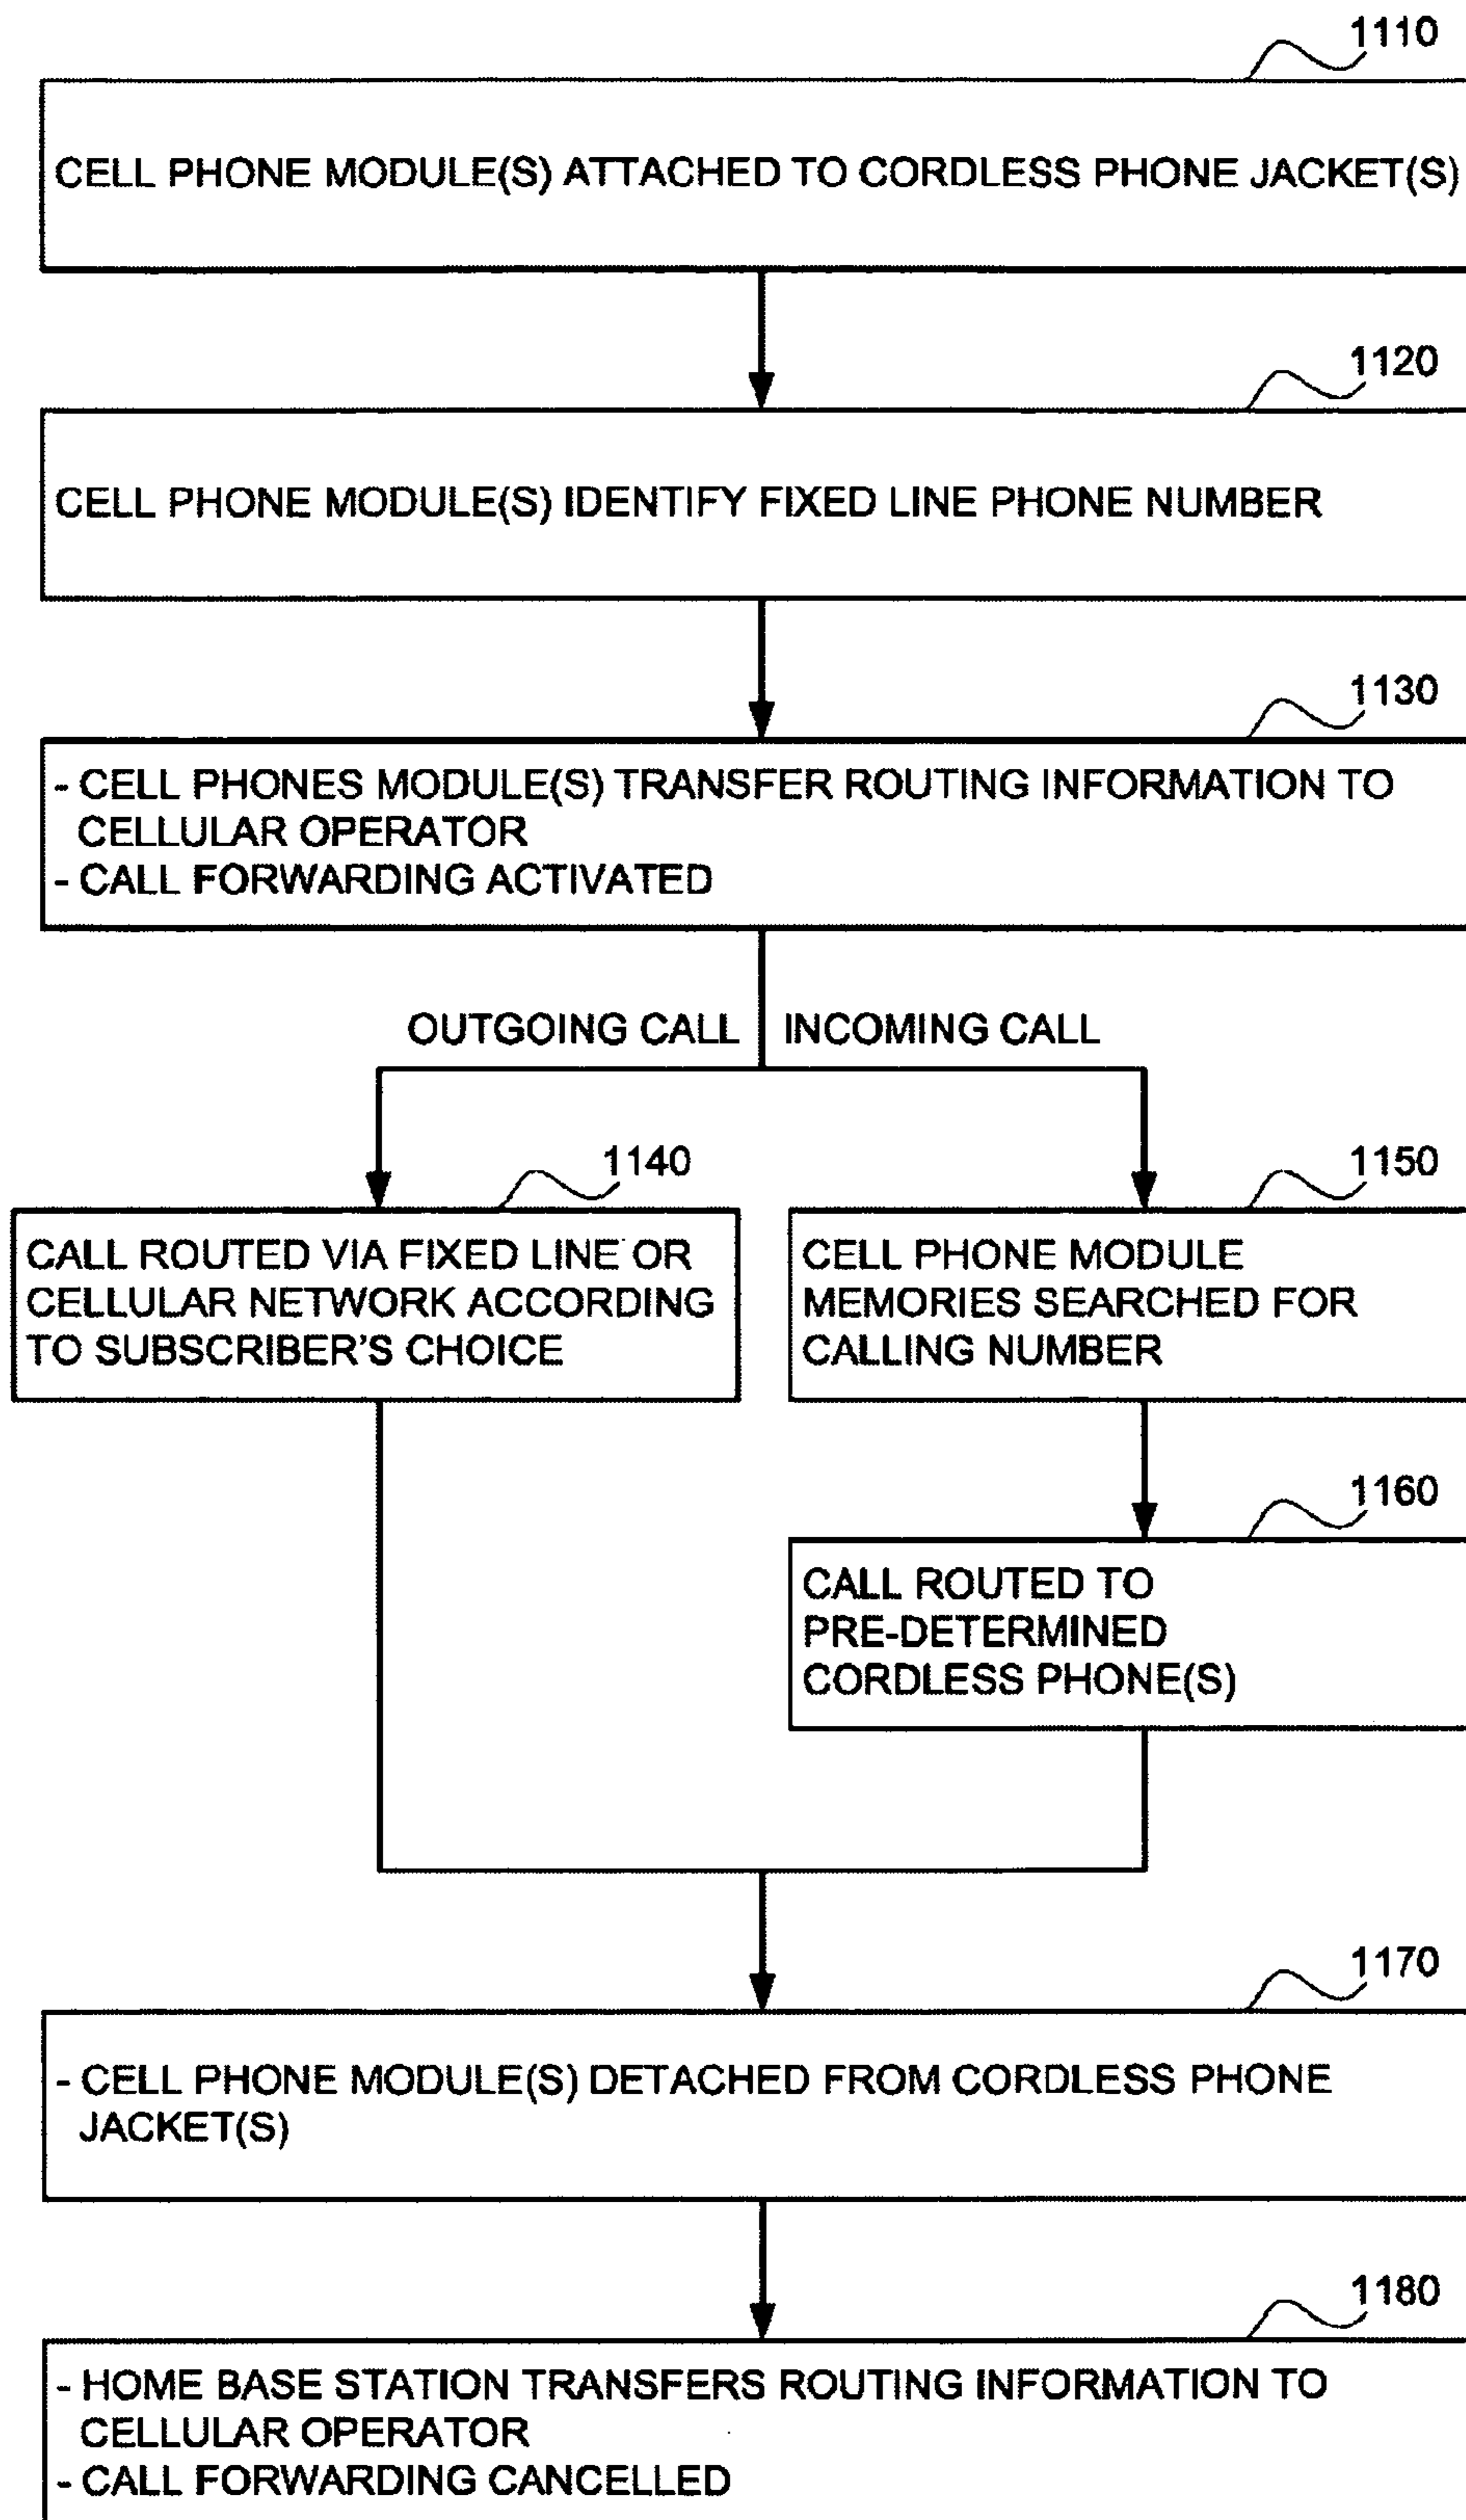 1110
CELL PHONE MODULE(S) ATTACHED TO CORDLESS PHONE JACKET(S)
1120
CELL PHONE MODULE(S) IDENTIFY FIXED LINE PHONE NUMBER
1130
- CELL PHONES MODULE(S) TRANSFER ROUTING INFORMATION TO
CELLULAR OPERATOR
- CALL FORWARDING ACTIVATED
OUTGOING CALL
INCOMING CALL
1140
CALL ROUTED VIA FIXED LINE OR
CELLULAR NETWORK ACCORDING
TO SUBSCRIBER'S CHOICE
1150
CELL PHONE MODULE
MEMORIES SEARCHED FOR
CALLING NUMBER
1160
CALL ROUTED TO
PRE-DETERMINED
CORDLESS PHONE(S)
1170
- CELL PHONE MODULE(S) DETACHED FROM CORDLESS PHONE
JACKET(S)
1180
- HOME BASE STATION TRANSFERS ROUTING INFORMATION TO
CELLULAR OPERATOR
- CALL FORWARDING CANCELLED